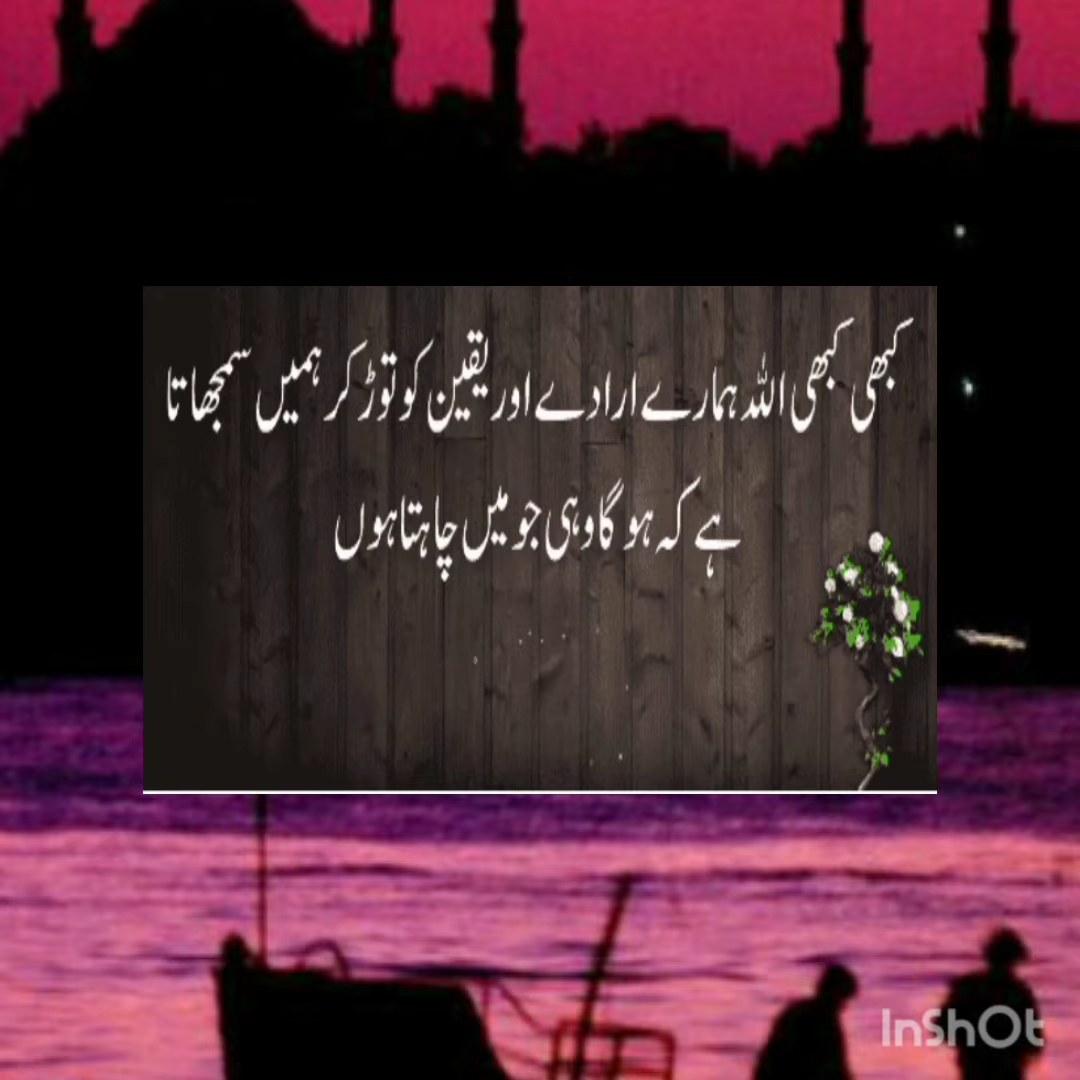 کبھی کبھی اللہ ہمارے ارادے اور یقین کو توڑ کر ہمیں سمجھاتا
ہے کہ ہو گا وہی جو میں چاہتا ہوں
InShOt